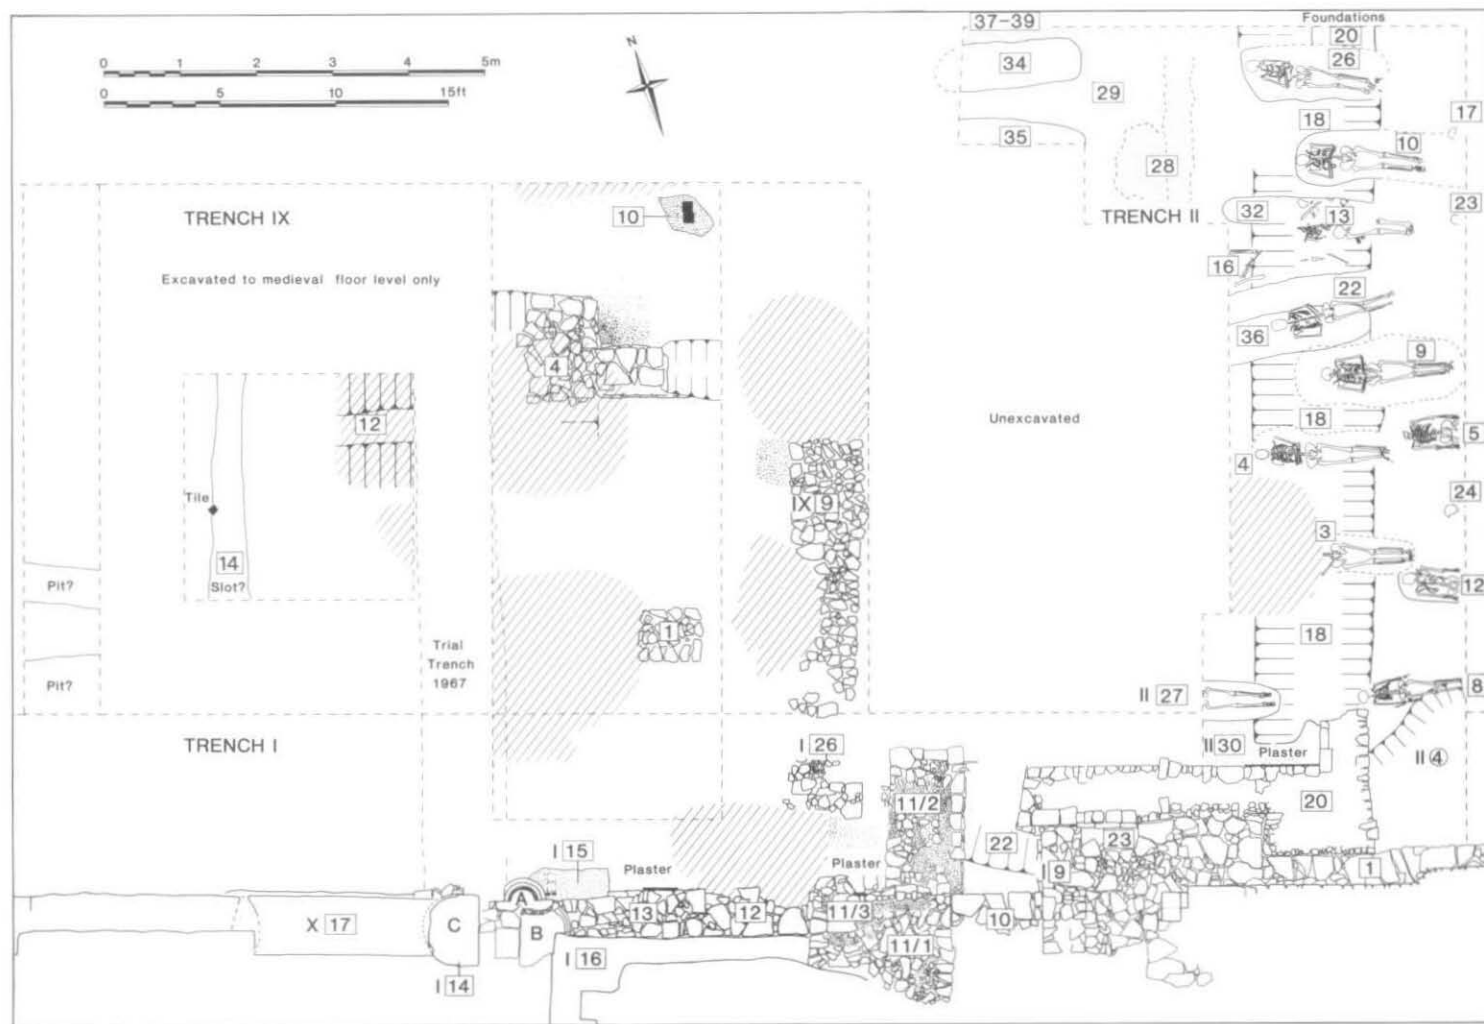 37-39
Foundations
20
26
34
0 1 2 3 4 5m
0 5 10 15ft
N
29
17
18
10
35
28
TRENCH IX
10
TRENCH II
32
13
23
16
Excavated to medieval floor level only
22
36
4
9
12
Unexcavated
18
5
4
Tile
IX 9
24
3
14
Slot?
Pit?
12
1
18
Trial
Trench
1967
Pit?
II 27
8
TRENCH I
I 26
II 30
Plaster
II 4
11/2
20
22
23
I 15
Plaster
Plaster
I 9
1
A
13
12
11/3
10
X 17
C
B
11/1
I 16
I 14